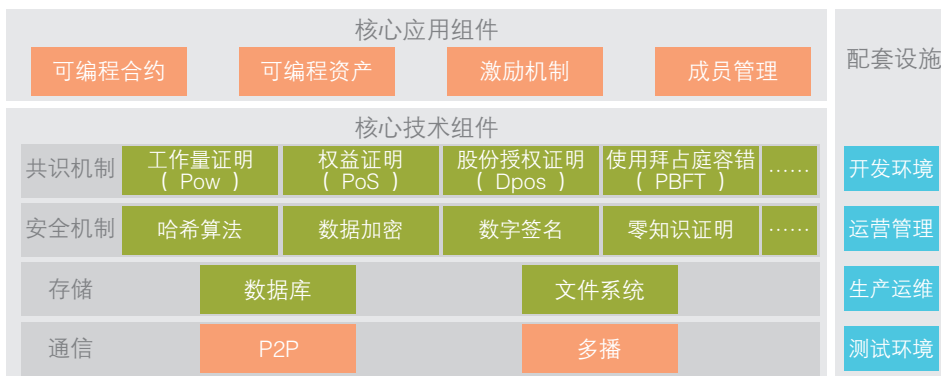 核心应用组件
可编程合约
可编程资产
激励机制
成员管理
核心技术组件
共识机制
工作量证明
（ Pow ）
权益证明
（ PoS ）
股份授权证明
（ Dpos ）
使用拜占庭容错
（ PBFT ）
……
安全机制
哈希算法
数据加密
数字签名
零知识证明
……
存储
数据库
文件系统
通信
P2P
多播
配套设施
开发环境
运营管理
生产运维
测试环境